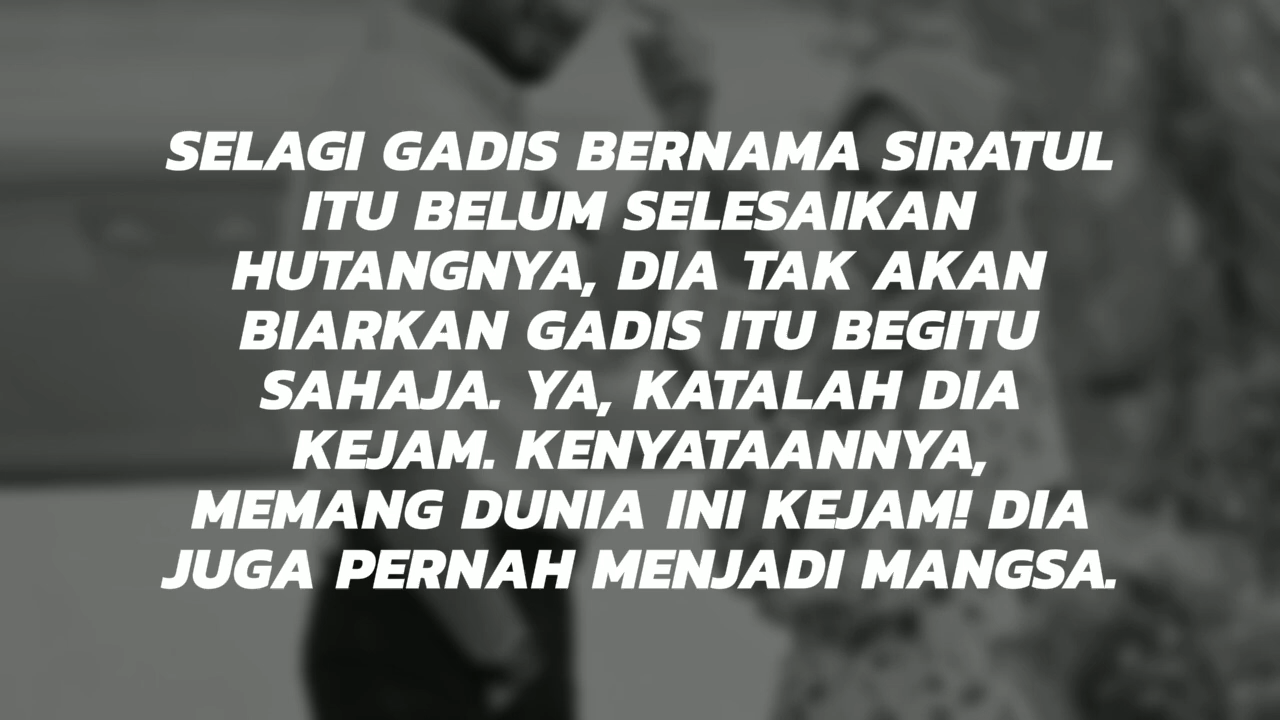 SELAGI GADIS BERNAMA SIRATUL
ITU BELUM SELESAIKAN
HUTANGNYA, DIA TAK AKAN
BIARKAN GADIS ITU BEGITU
SAHAJA. YA, KATALAH DIA
KEJAM. KENYATAANNYA,
MEMANG DUNIA INI KEJAM! DIA
JUGA PERNAH MENJADI MANGSA.